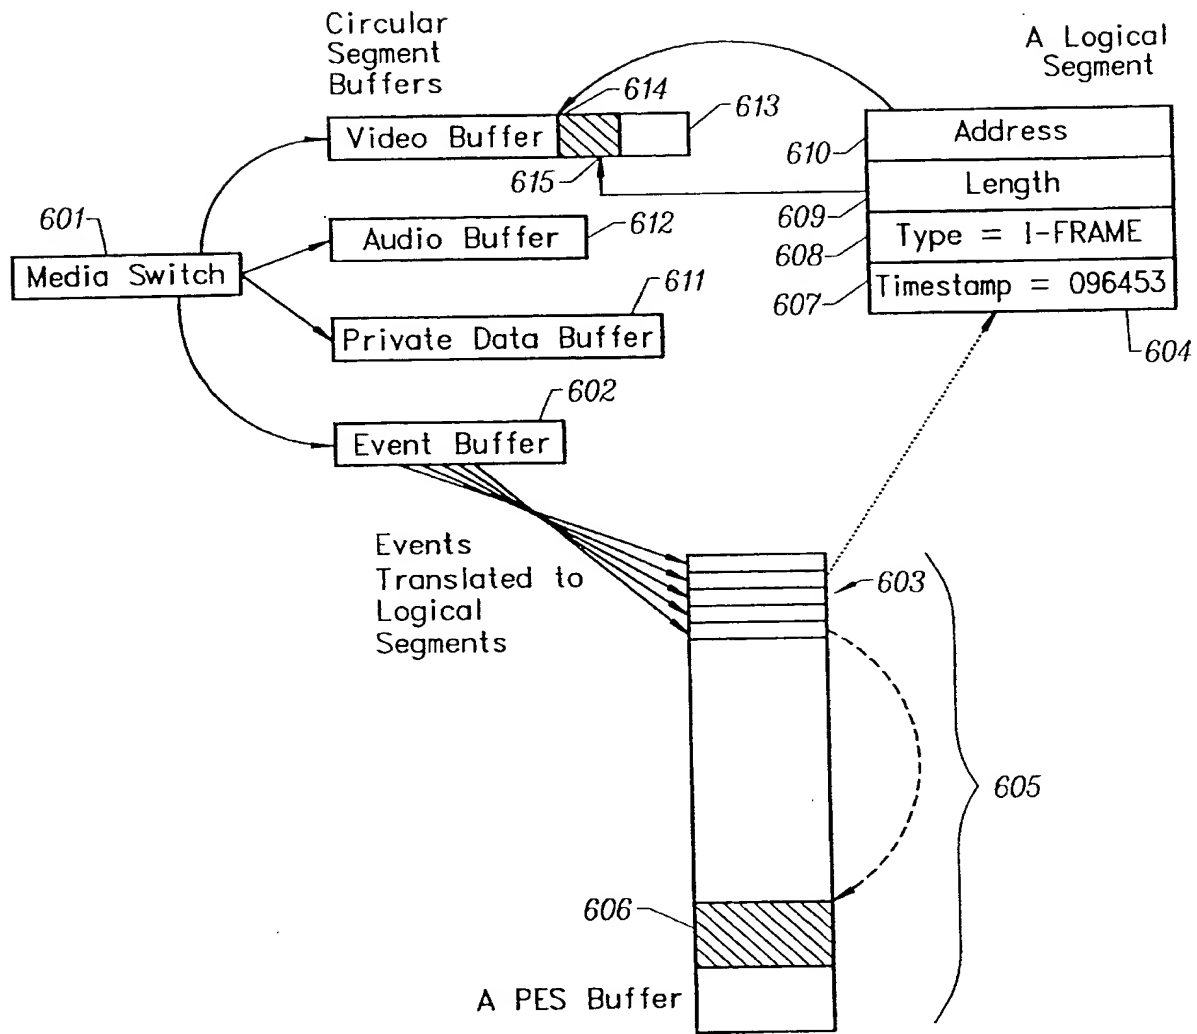 Circular
Segment
Buffers
A Logical
Segment
614
613
Video Buffer
615
610
Address
609
Length
608
Type = I-FRAME
607
Timestamp = 096453
604
601
Media Switch
Audio Buffer
612
611
Private Data Buffer
602
Event Buffer
Events
Translated to
Logical
Segments
603
605
606
A PES Buffer